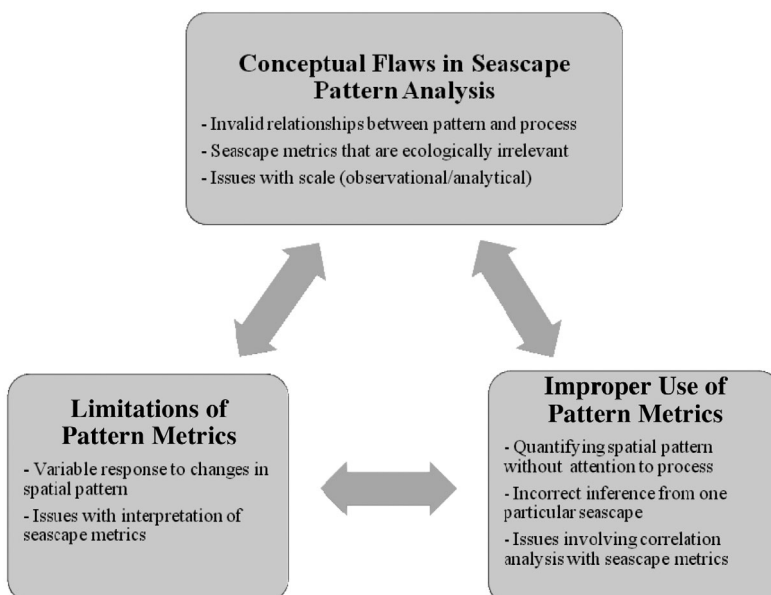 Conceptual Flaws in Seascape
Pattern Analysis
- Invalid relationships between pattern and process
- Seascape metrics that are ecologically irrelevant
- Issues with scale (observational/analytical)
Limitations of
Pattern Metrics
- Variable response to changes in
spatial pattern
- Issues with interpretation of
seascape metrics
Improper Use of
Pattern Metrics
- Quantifying spatial pattern
without attention to process
- Incorrect inference from one
particular seascape
- Issues involving correlation
analysis with seascape metrics